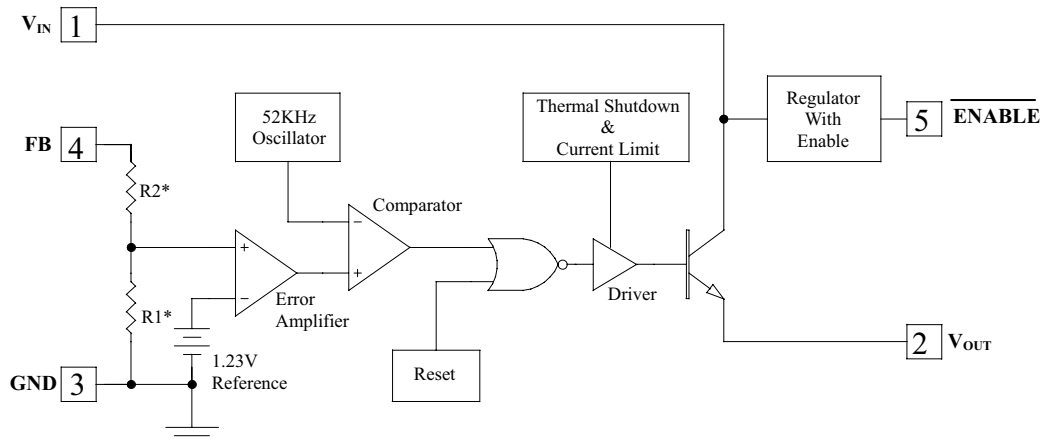 VIN 1
52KHz
Oscillator
Thermal Shutdown
&
Current Limit
Regulator
With
Enable
5 ENABLE
FB 4
R2*
Comparator
−
+
+
−
Error
Amplifier
R1*
Driver
1.23V
Reference
Reset
2 VOUT
GND 3